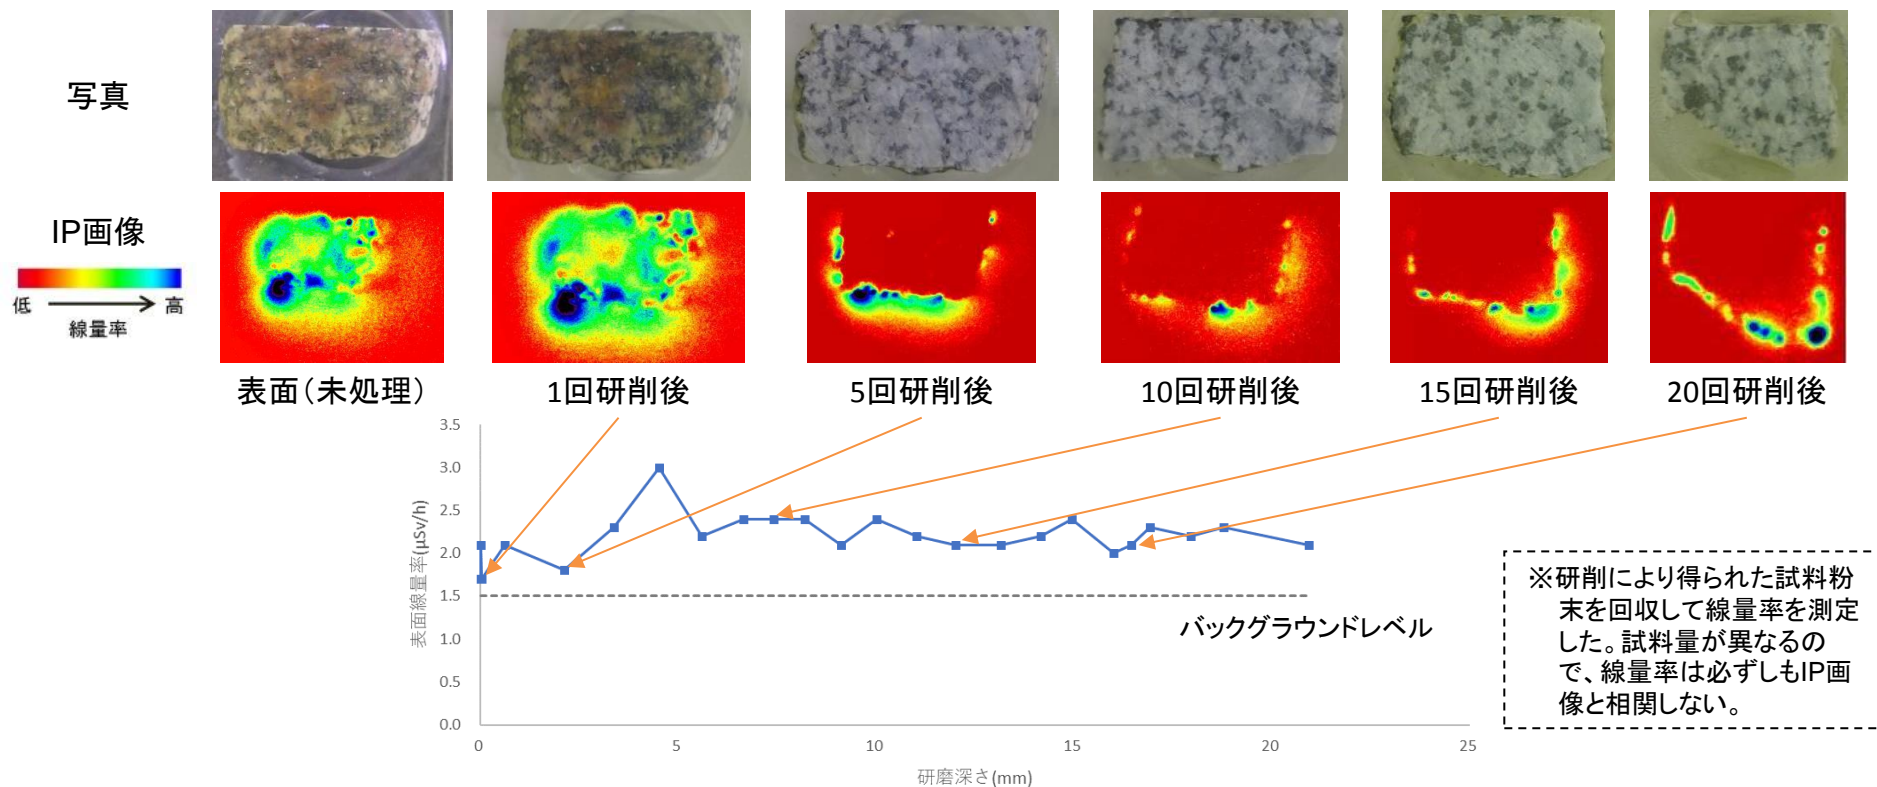 写真
IP画像
低
高
線量率
表面（未処理）
1回研削後
5回研削後
10回研削後
15回研削後
20回研削後
3.5
3.0
2.5
2.0
1.5
1.0
0.5
0.0
表面線量率(μSv/h)
バックグラウンドレベル
0
5
10
15
20
25
研磨深さ(mm)
※研削により得られた試料粉
末を回収して線量率を測定
した。試料量が異なるの
で、線量率は必ずしもIP画
像と相関しない。